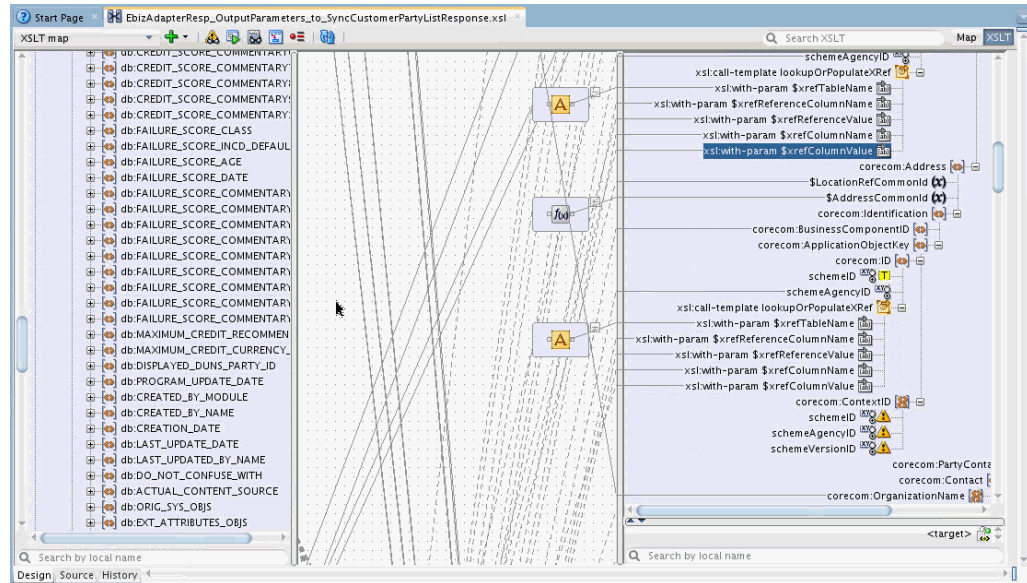 Start Page
EbizAdapterResp_OutputParameters_to_SyncCustomerPartyListResponse.xsl
XSLT map
Search XSLT
Map
XSLT
db:CREDIT_SCORE_COMMENTARY
db:CREDIT_SCORE_COMMENTARY
db:CREDIT_SCORE_COMMENTARY
db:CREDIT_SCORE_COMMENTARY
db:FAILURE_SCORE_CLASS
db:FAILURE_SCORE_INCD_DEFAUL
db:FAILURE_SCORE_AGE
db:FAILURE_SCORE_DATE
db:FAILURE_SCORE_COMMENTARY
db:FAILURE_SCORE_COMMENTARY
db:FAILURE_SCORE_COMMENTARY
db:FAILURE_SCORE_COMMENTARY
db:FAILURE_SCORE_COMMENTARY
db:FAILURE_SCORE_COMMENTARY
db:FAILURE_SCORE_COMMENTARY
db:FAILURE_SCORE_COMMENTARY
db:FAILURE_SCORE_COMMENTARY
db:MAXIMUM_CREDIT_RECOMMEN
db:MAXIMUM_CREDIT_CURRENCY_
db:DISPLAYED_DUNS_PARTY_ID
db:PROGRAM_UPDATE_DATE
db:CREATED_BY_MODULE
db:CREATED_BY_NAME
db:CREATION_DATE
db:LAST_UPDATE_DATE
db:LAST_UPDATED_BY_NAME
db:DO_NOT_CONFUSE_WITH
db:ACTUAL_CONTENT_SOURCE
db:ORIG_SYS_OBJS
db:EXT_ATTRIBUTES_OBJS
Search by local name
A
f(x)
A
schemeAgencyID
xsl:call-template lookupOrPopulateXRef
xsl:with-param $xrefTableName
xsl:with-param $xrefReferenceColumnName
xsl:with-param $xrefReferenceValue
xsl:with-param $xrefColumnName
xsl:with-param $xrefColumnValue
corecom:Address
$LocationRefCommonId (x)
$AddressCommonId (x)
corecom:Identification
corecom:BusinessComponentID
corecom:ApplicationObjectKey
corecom:ID
schemeID T
schemeAgencyID
xsl:call-template lookupOrPopulateXRef
xsl:with-param $xrefTableName
xsl:with-param $xrefReferenceColumnName
xsl:with-param $xrefReferenceValue
xsl:with-param $xrefColumnName
xsl:with-param $xrefColumnValue
corecom:ContextID
schemeID
schemeAgencyID
schemeVersionID
corecom:PartyConta
corecom:Contact
corecom:OrganizationName
<target>
Search by local name
Design Source History